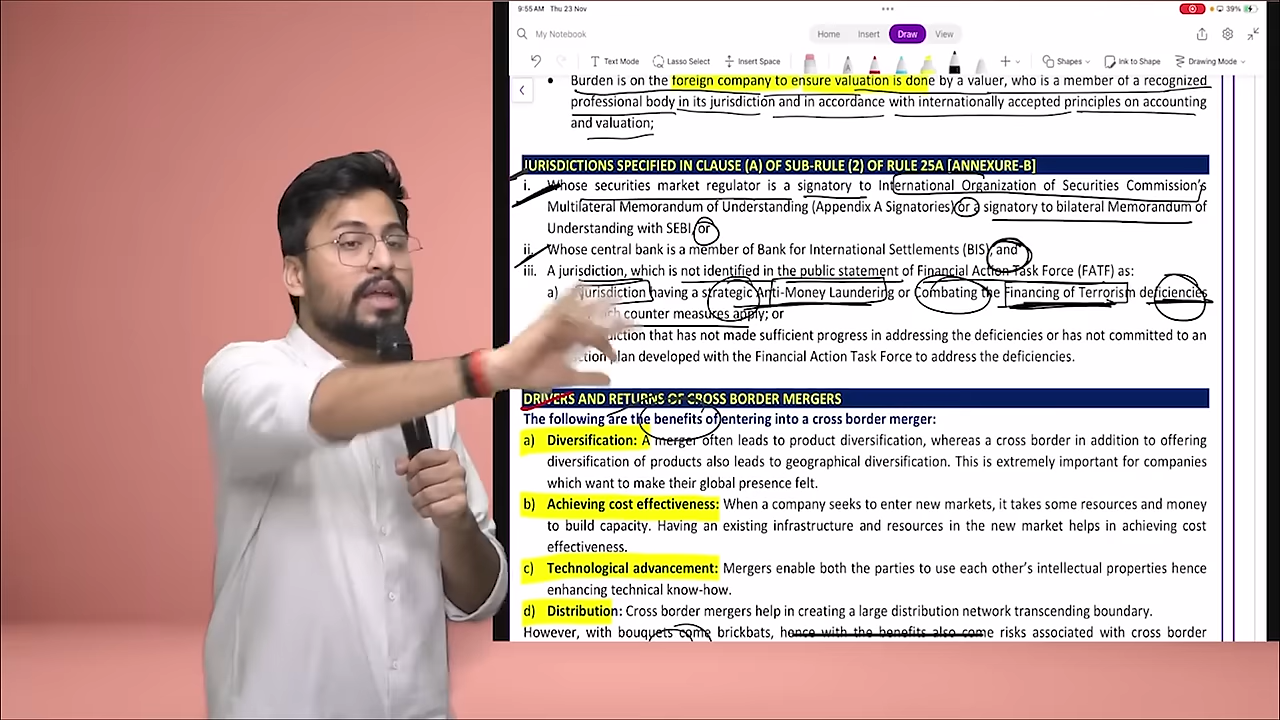 9:55 AM Thu 23 Nov
39%
My Notebook
Home Insert Draw View
Text Mode Lasso Select Insert Space Shapes Ink to Shape Drawing Mode
• Burden is on the foreign company to ensure valuation is done by a valuer, who is a member of a recognized
professional body in its jurisdiction and in accordance with internationally accepted principles on accounting
and valuation;
JURISDICTIONS SPECIFIED IN CLAUSE (A) OF SUB-RULE (2) OF RULE 25A [ANNEXURE-B]
i. Whose securities market regulator is a signatory to International Organization of Securities Commission's
Multilateral Memorandum of Understanding (Appendix A Signatories) or a signatory to bilateral Memorandum of
Understanding with SEBI, or
ii. Whose central bank is a member of Bank for International Settlements (BIS), and
iii. A jurisdiction, which is not identified in the public statement of Financial Action Task Force (FATF) as:
a) jurisdiction having a strategic Anti-Money Laundering or Combating the Financing of Terrorism deficiencies
counter measures apply; or
that has not made sufficient progress in addressing the deficiencies or has not committed to an
plan developed with the Financial Action Task Force to address the deficiencies.
DRIVERS AND RETURNS OF CROSS BORDER MERGERS
The following are the benefits of entering into a cross border merger:
a) Diversification: A merger often leads to product diversification, whereas a cross border in addition to offering
diversification of products also leads to geographical diversification. This is extremely important for companies
which want to make their global presence felt.
b) Achieving cost effectiveness: When a company seeks to enter new markets, it takes some resources and money
to build capacity. Having an existing infrastructure and resources in the new market helps in achieving cost
effectiveness.
c) Technological advancement: Mergers enable both the parties to use each other's intellectual properties hence
enhancing technical know-how.
d) Distribution: Cross border mergers help in creating a large distribution network transcending boundary.
However, with bouquets come brickbats, hence with the benefits also come risks associated with cross border